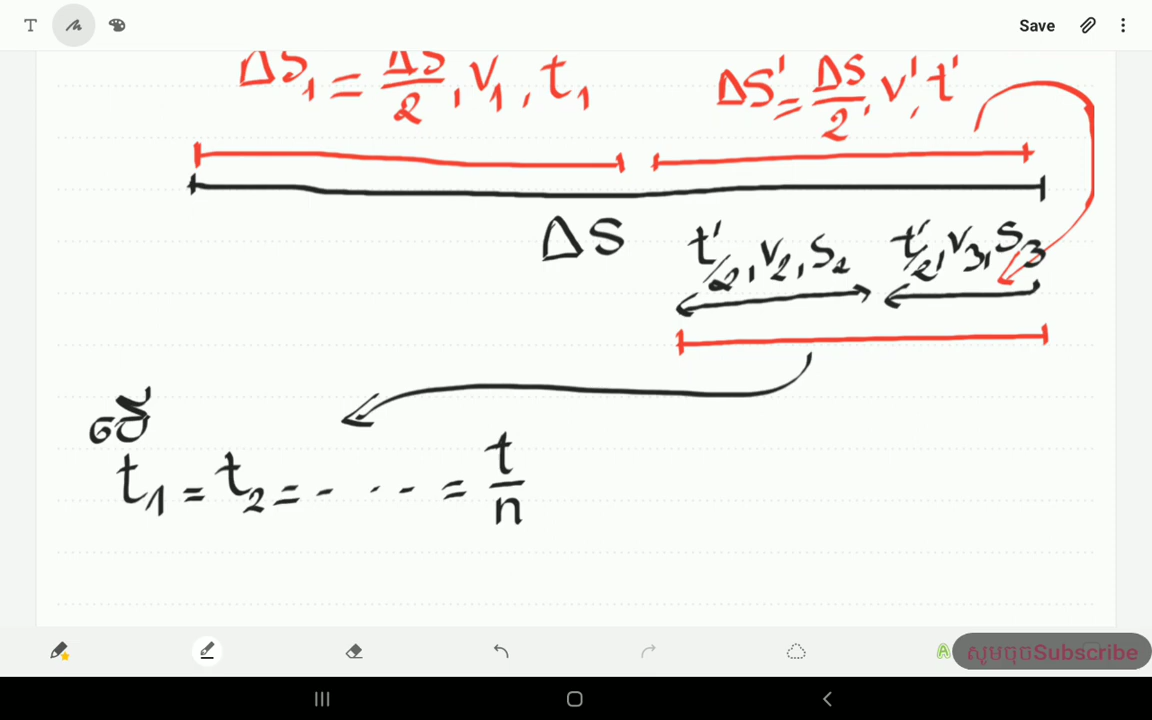 T Save
ΔS₁ = ΔS/2, V₁, t₁ ΔS' = ΔS/2, v', t'
ΔS
t'/2, v₂, s₂ t'/2, v₃, s₃
បើ
t₁ = t₂ = - · · - = t/n
A សូមចុចSubscribe